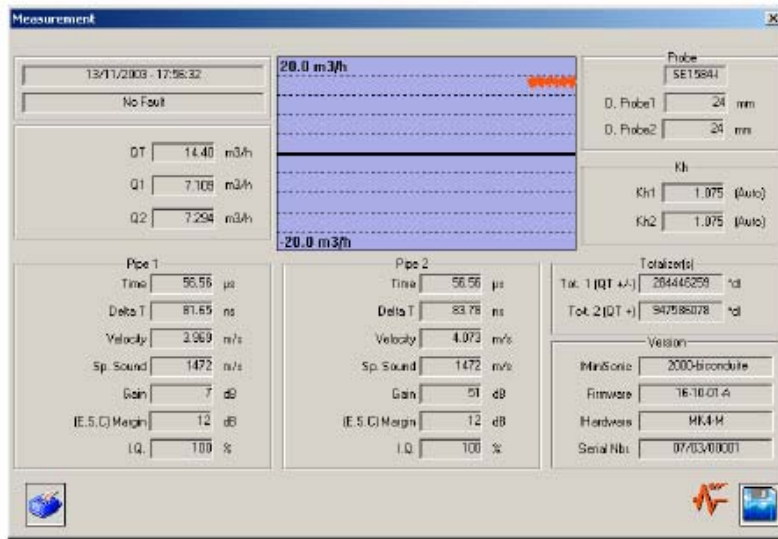 Measurement
13/11/2003 - 17:56:32
No Fault
QT 14.40 m3/h
Q1 7.109 m3/h
Q2 7.294 m3/h
20.0 m3/h
-20.0 m3/h
Probe
SE1584-I
D. Probe1 24 mm
D. Probe2 24 mm
Kh
Kh1 1.075 (Auto)
Kh2 1.075 (Auto)
Pipe 1
Time 56.56 µs
Delta T 81.65 ns
Velocity 3.969 m/s
Sp. Sound 1472 m/s
Gain 7 dB
(E.S.C) Margin 12 dB
I.Q. 100 %
Pipe 2
Time 56.56 µs
Delta T 83.78 ns
Velocity 4.073 m/s
Sp. Sound 1472 m/s
Gain 51 dB
(E.S.C) Margin 12 dB
I.Q. 100 %
Totalizer(s)
Tot. 1 (QT +/-) 284446259 *dl
Tot. 2 (QT +) 947586078 *dl
Version
MiniSonic 2000-biconduite
Firmware 16-10-01-A
Hardware MK4-M
Serial Nbr. 07/03/00001